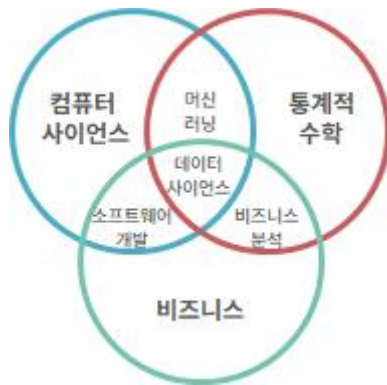 컴퓨터
사이언스
머신
러닝
통계적
수학
데이터
사이언스
소프트웨어
개발
비즈니스
분석
비즈니스